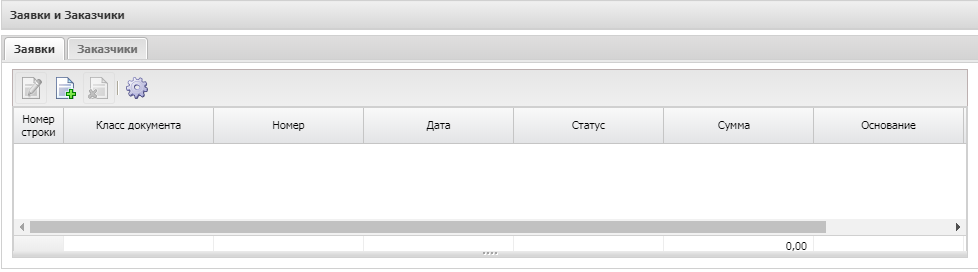 Заявки и Заказчики
Заявки Заказчики
Номер строки Класс документа Номер Дата Статус Сумма Основание
0,00